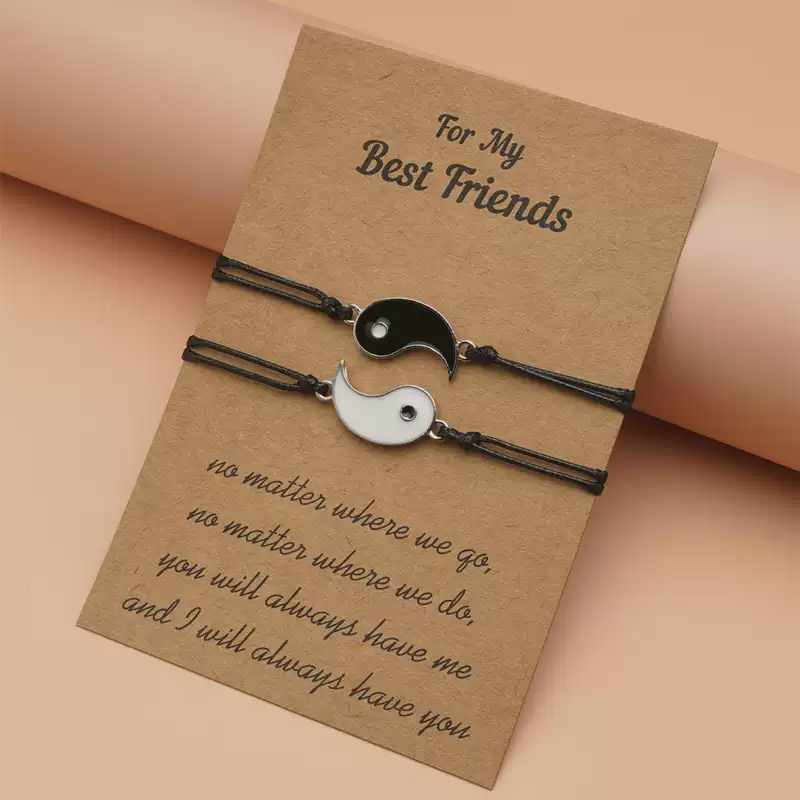 For My
Best Friends
no matter where we go,
no matter where we do,
you will always have me
and I will always have you